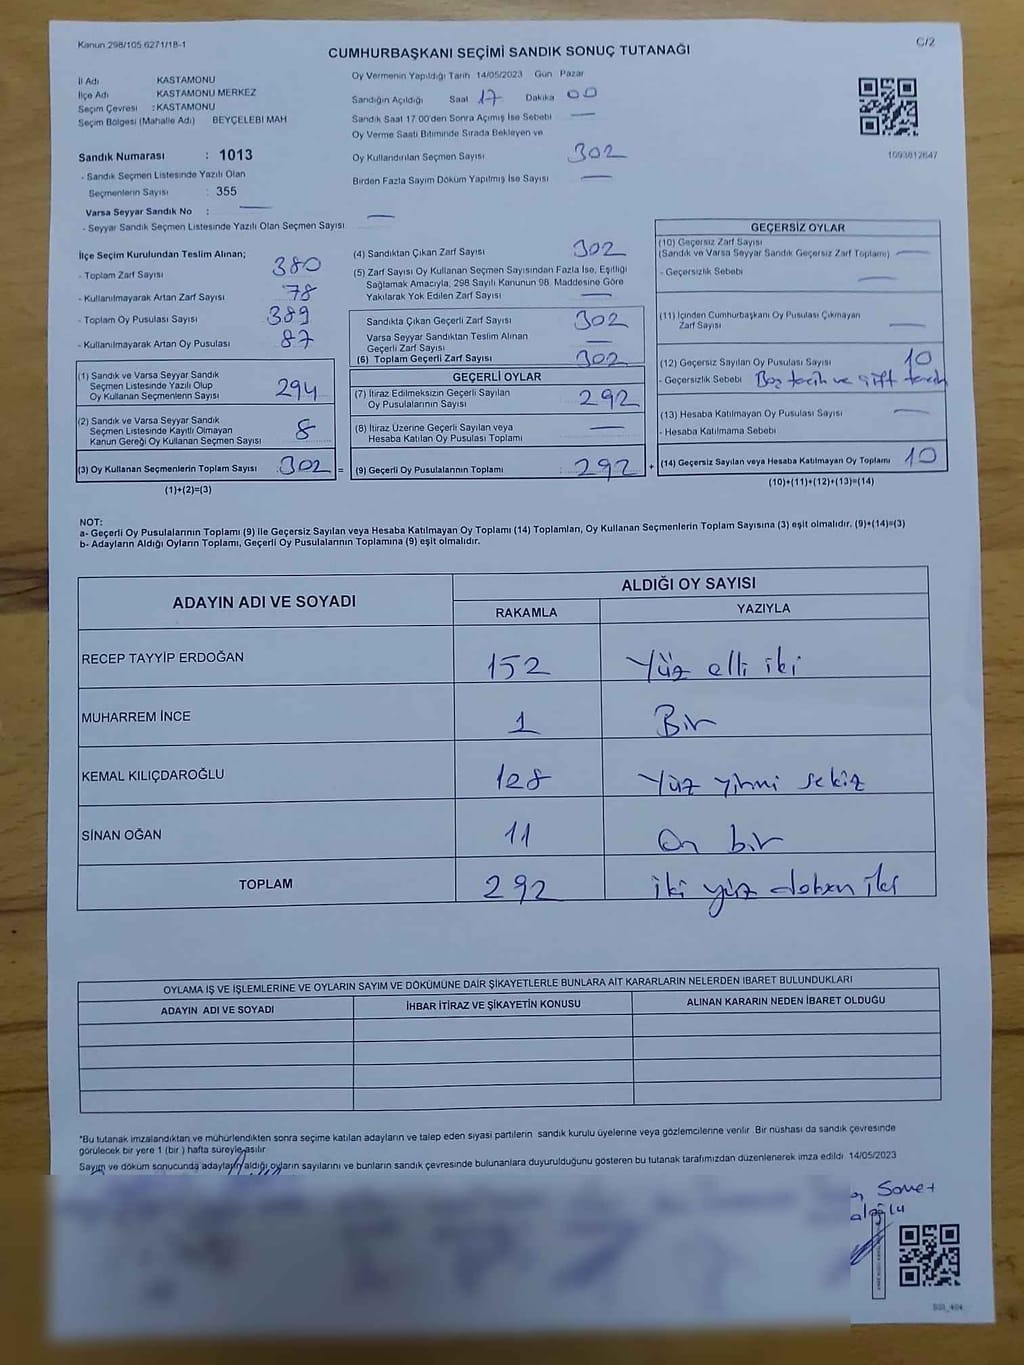 Kanun 298/105 6271/18-1
C/2
CUMHURBAŞKANI SEÇİMİ SANDIK SONUÇ TUTANAĞI
İl Adı KASTAMONU
İlçe Adı KASTAMONU MERKEZ
Seçim Çevresi : KASTAMONU
Seçim Bölgesi (Mahalle Adı) BEYÇELEBİ MAH
Sandık Numarası : 1013
- Sandık Seçmen Listesinde Yazılı Olan
Seçmenlerin Sayısı : 355
Varsa Seyyar Sandık No : —
- Seyyar Sandık Seçmen Listesinde Yazılı Olan Seçmen Sayısı —
Oy Vermenin Yapıldığı Tarih 14/05/2023 Gün Pazar
Sandığın Açıldığı Saat 17 Dakika 00
Sandık Saat 17.00'den Sonra Açımış İse Sebebi —
Oy Verme Saati Bitiminde Sırada Bekleyen ve
Oy Kullandırılan Seçmen Sayısı 302
Birden Fazla Sayım Döküm Yapılmış İse Sayısı —
1093812647
İlçe Seçim Kurulundan Teslim Alınan;
- Toplam Zarf Sayısı 380
- Kullanılmayarak Artan Zarf Sayısı 78
- Toplam Oy Pusulası Sayısı 389
- Kullanılmayarak Artan Oy Pusulası 87
(1) Sandık ve Varsa Seyyar Sandık
Seçmen Listesinde Yazılı Olup
Oy Kullanan Seçmenlerin Sayısı 294
(2) Sandık ve Varsa Seyyar Sandık
Seçmen Listesinde Kayıtlı Olmayan
Kanun Gereği Oy Kullanan Seçmen Sayısı 8
(3) Oy Kullanan Seçmenlerin Toplam Sayısı : 302 =
(1)+(2)=(3)
(4) Sandıktan Çıkan Zarf Sayısı 302
(5) Zarf Sayısı Oy Kullanan Seçmen Sayısından Fazla İse, Eşitliği
Sağlamak Amacıyla, 298 Sayılı Kanunun 98. Maddesine Göre
Yakılarak Yok Edilen Zarf Sayısı —
Sandıkta Çıkan Geçerli Zarf Sayısı 302
Varsa Seyyar Sandıktan Teslim Alınan
Geçerli Zarf Sayısı —
(6) Toplam Geçerli Zarf Sayısı 302
GEÇERLİ OYLAR
(7) İtiraz Edilmeksizin Geçerli Sayılan
Oy Pusulalarının Sayısı 292
(8) İtiraz Üzerine Geçerli Sayılan veya
Hesaba Katılan Oy Pusulası Toplamı —
(9) Geçerli Oy Pusulalarının Toplamı : 292 +
GEÇERSİZ OYLAR
(10) Geçersiz Zarf Sayısı
(Sandık ve Varsa Seyyar Sandık Geçersiz Zarf Toplamı) —
- Geçersizlik Sebebi —
(11) İçinden Cumhurbaşkanı Oy Pusulası Çıkmayan
Zarf Sayısı —
(12) Geçersiz Sayılan Oy Pusulası Sayısı 10
- Geçersizlik Sebebi Boş tercih ve çift tercih
(13) Hesaba Katılmayan Oy Pusulası Sayısı —
- Hesaba Katılmama Sebebi
(14) Geçersiz Sayılan veya Hesaba Katılmayan Oy Toplamı 10
(10)+(11)+(12)+(13)=(14)
NOT:
a- Geçerli Oy Pusulalarının Toplamı (9) ile Geçersiz Sayılan veya Hesaba Katılmayan Oy Toplamı (14) Toplamları, Oy Kullanan Seçmenlerin Toplam Sayısına (3) eşit olmalıdır. (9)+(14)=(3)
b- Adayların Aldığı Oyların Toplamı, Geçerli Oy Pusulalarının Toplamına (9) eşit olmalıdır.
ADAYIN ADI VE SOYADI ALDIĞI OY SAYISI
RAKAMLA YAZIYLA
RECEP TAYYİP ERDOĞAN 152 Yüz elli iki
MUHARREM İNCE 1 Bir
KEMAL KILIÇDAROĞLU 128 Yüz yirmi sekiz
SİNAN OĞAN 11 On bir
TOPLAM 292 iki yüz doksan iki
OYLAMA İŞ VE İŞLEMLERİNE VE OYLARIN SAYIM VE DÖKÜMÜNE DAİR ŞİKAYETLERLE BUNLARA AİT KARARLARIN NELERDEN İBARET BULUNDUKLARI
ADAYIN ADI VE SOYADI İHBAR İTİRAZ VE ŞİKAYETİN KONUSU ALINAN KARARIN NEDEN İBARET OLDUĞU
*Bu tutanak imzalandıktan ve mühürlendikten sonra seçime katılan adayların ve talep eden siyasi partilerin sandık kurulu üyelerine veya gözlemcilerine verilir. Bir nüshası da sandık çevresinde
görülecek bir yere 1 (bir) hafta süreyle asılır
Sayım ve döküm sonucunda adayların aldığı oyların sayılarını ve bunların sandık çevresinde bulunanlara duyurulduğunu gösteren bu tutanak tarafımızdan düzenlenerek imza edildi 14/05/2023